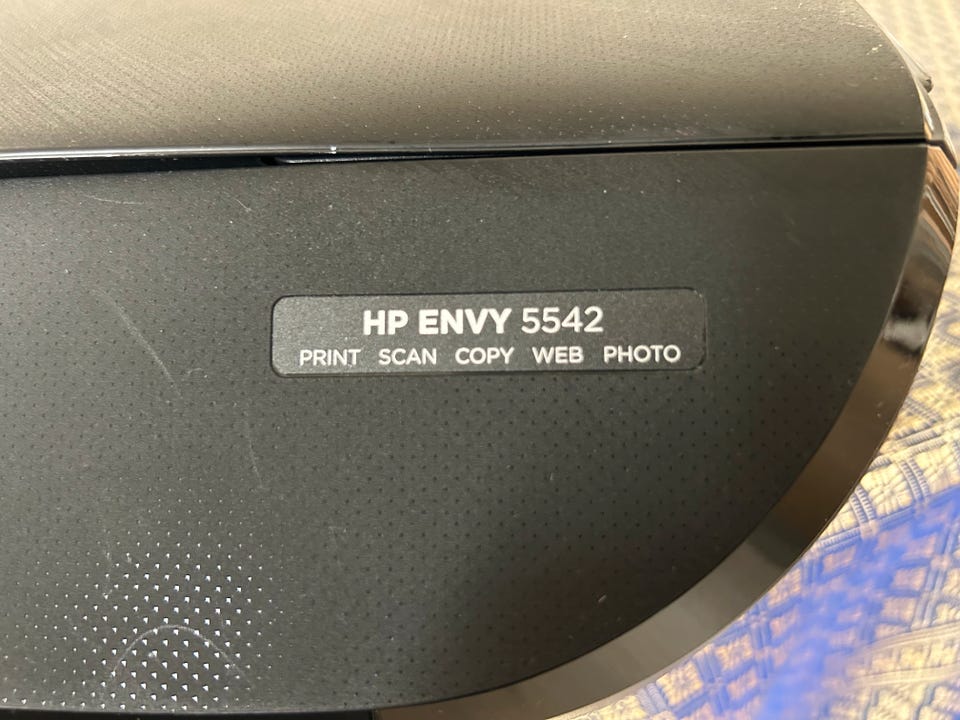 HP ENVY 5542
PRINT SCAN COPY WEB PHOTO